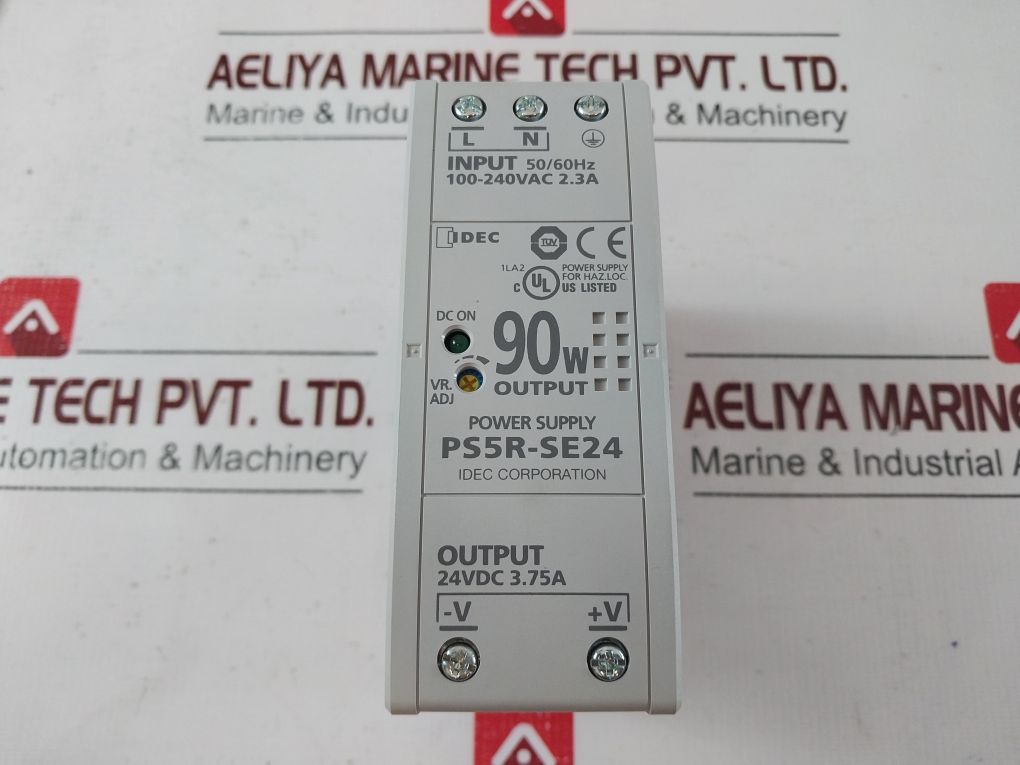 AELIYA MARINE TECH PVT. LTD.
Marine & Indu & Machinery
L N
INPUT 50/60Hz
100-240VAC 2.3A
IDEC TÜV CE
1LA2 POWER SUPPLY
FOR HAZ.LOC.
C UL US LISTED
DC ON
90W
OUTPUT
VR.
ADJ
POWER SUPPLY
PS5R-SE24
IDEC CORPORATION
OUTPUT
24VDC 3.75A
-V +V
E TECH PVT. LTD.
utomation & Machinery
AELIYA MARINE
Marine & Industrial A